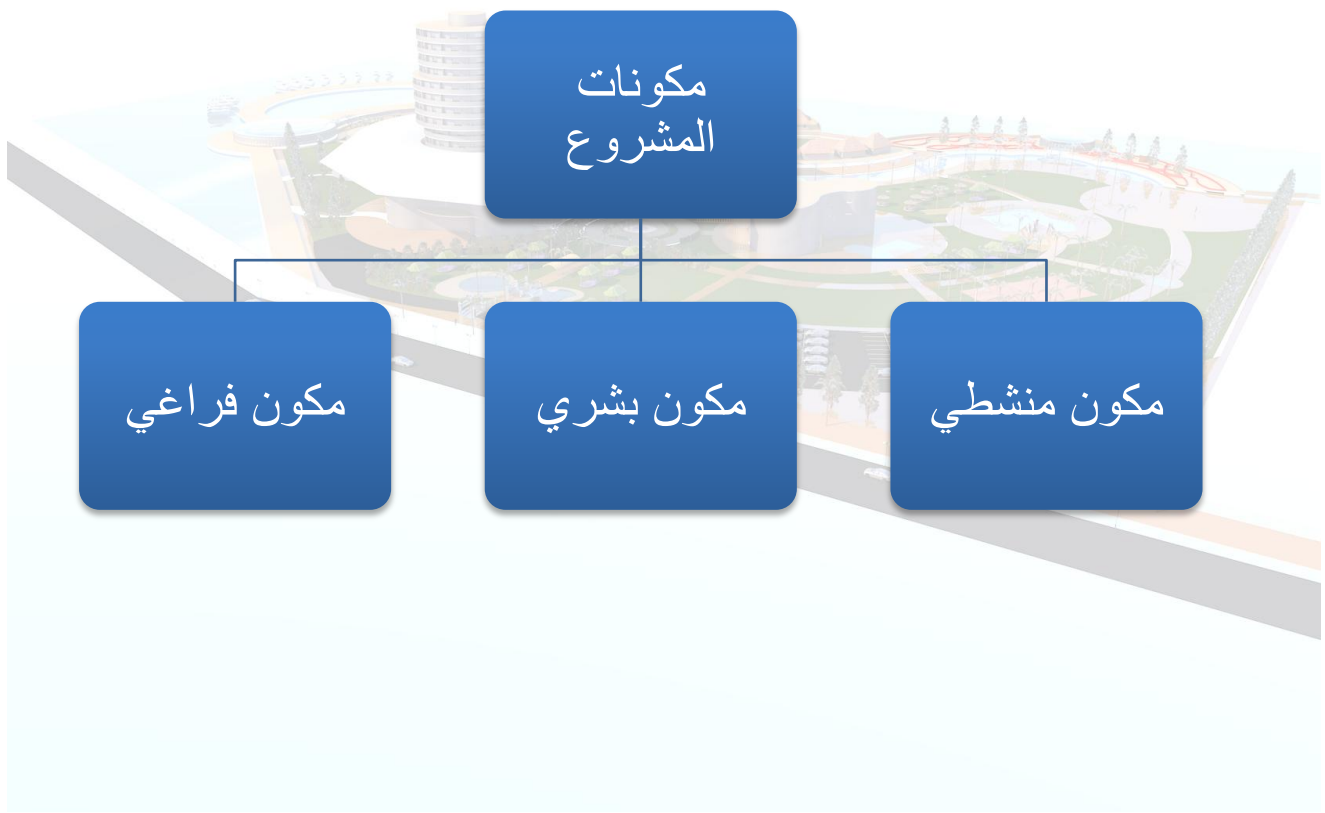 مكونات
المشروع
مكون منشطي
مكون بشري
مكون فراغي